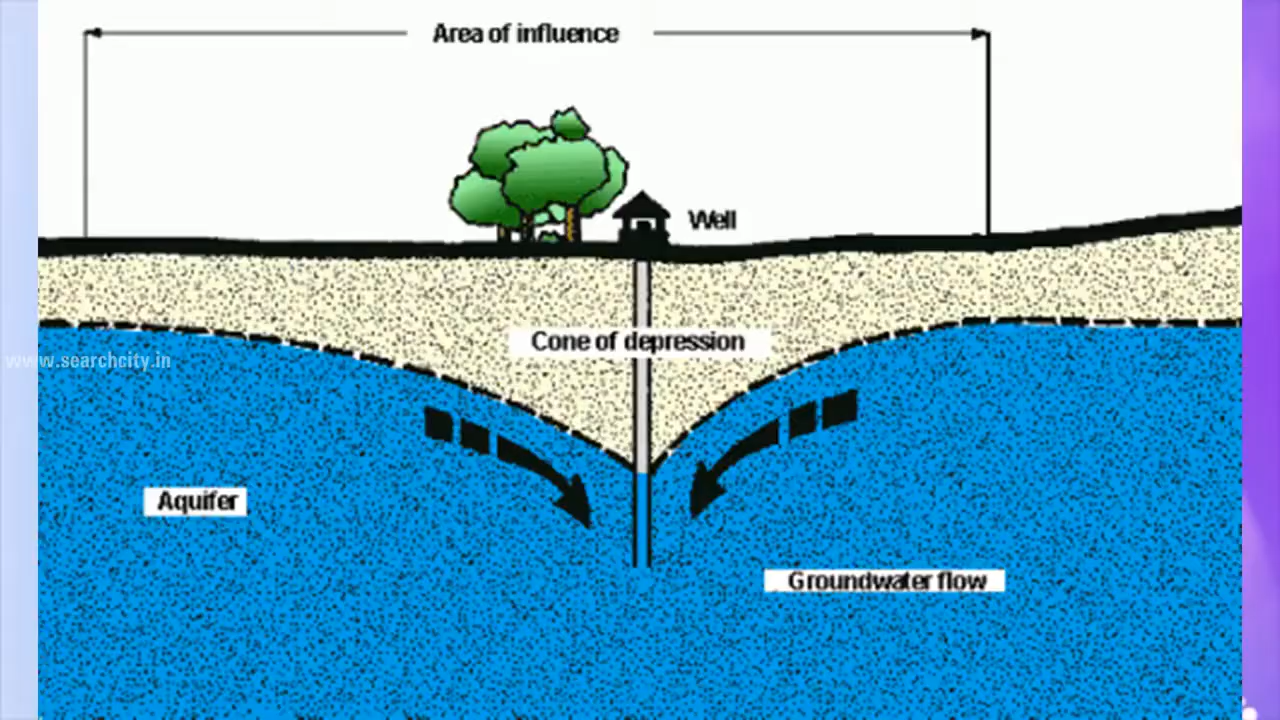 Area of influence
Well
Cone of depression
www.searchcity.in
Aquifer
Groundwater flow